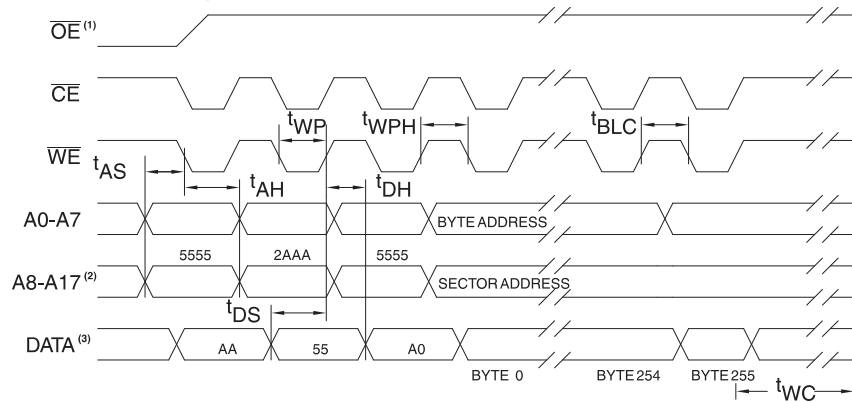 OE (1)
CE
tWP tWPH tBLC
WE
tAS
tAH tDH
A0-A7 BYTE ADDRESS
5555 2AAA 5555
A8-A17 (2) SECTOR ADDRESS
tDS
DATA (3) AA 55 A0
BYTE 0 BYTE 254 BYTE 255
tWC